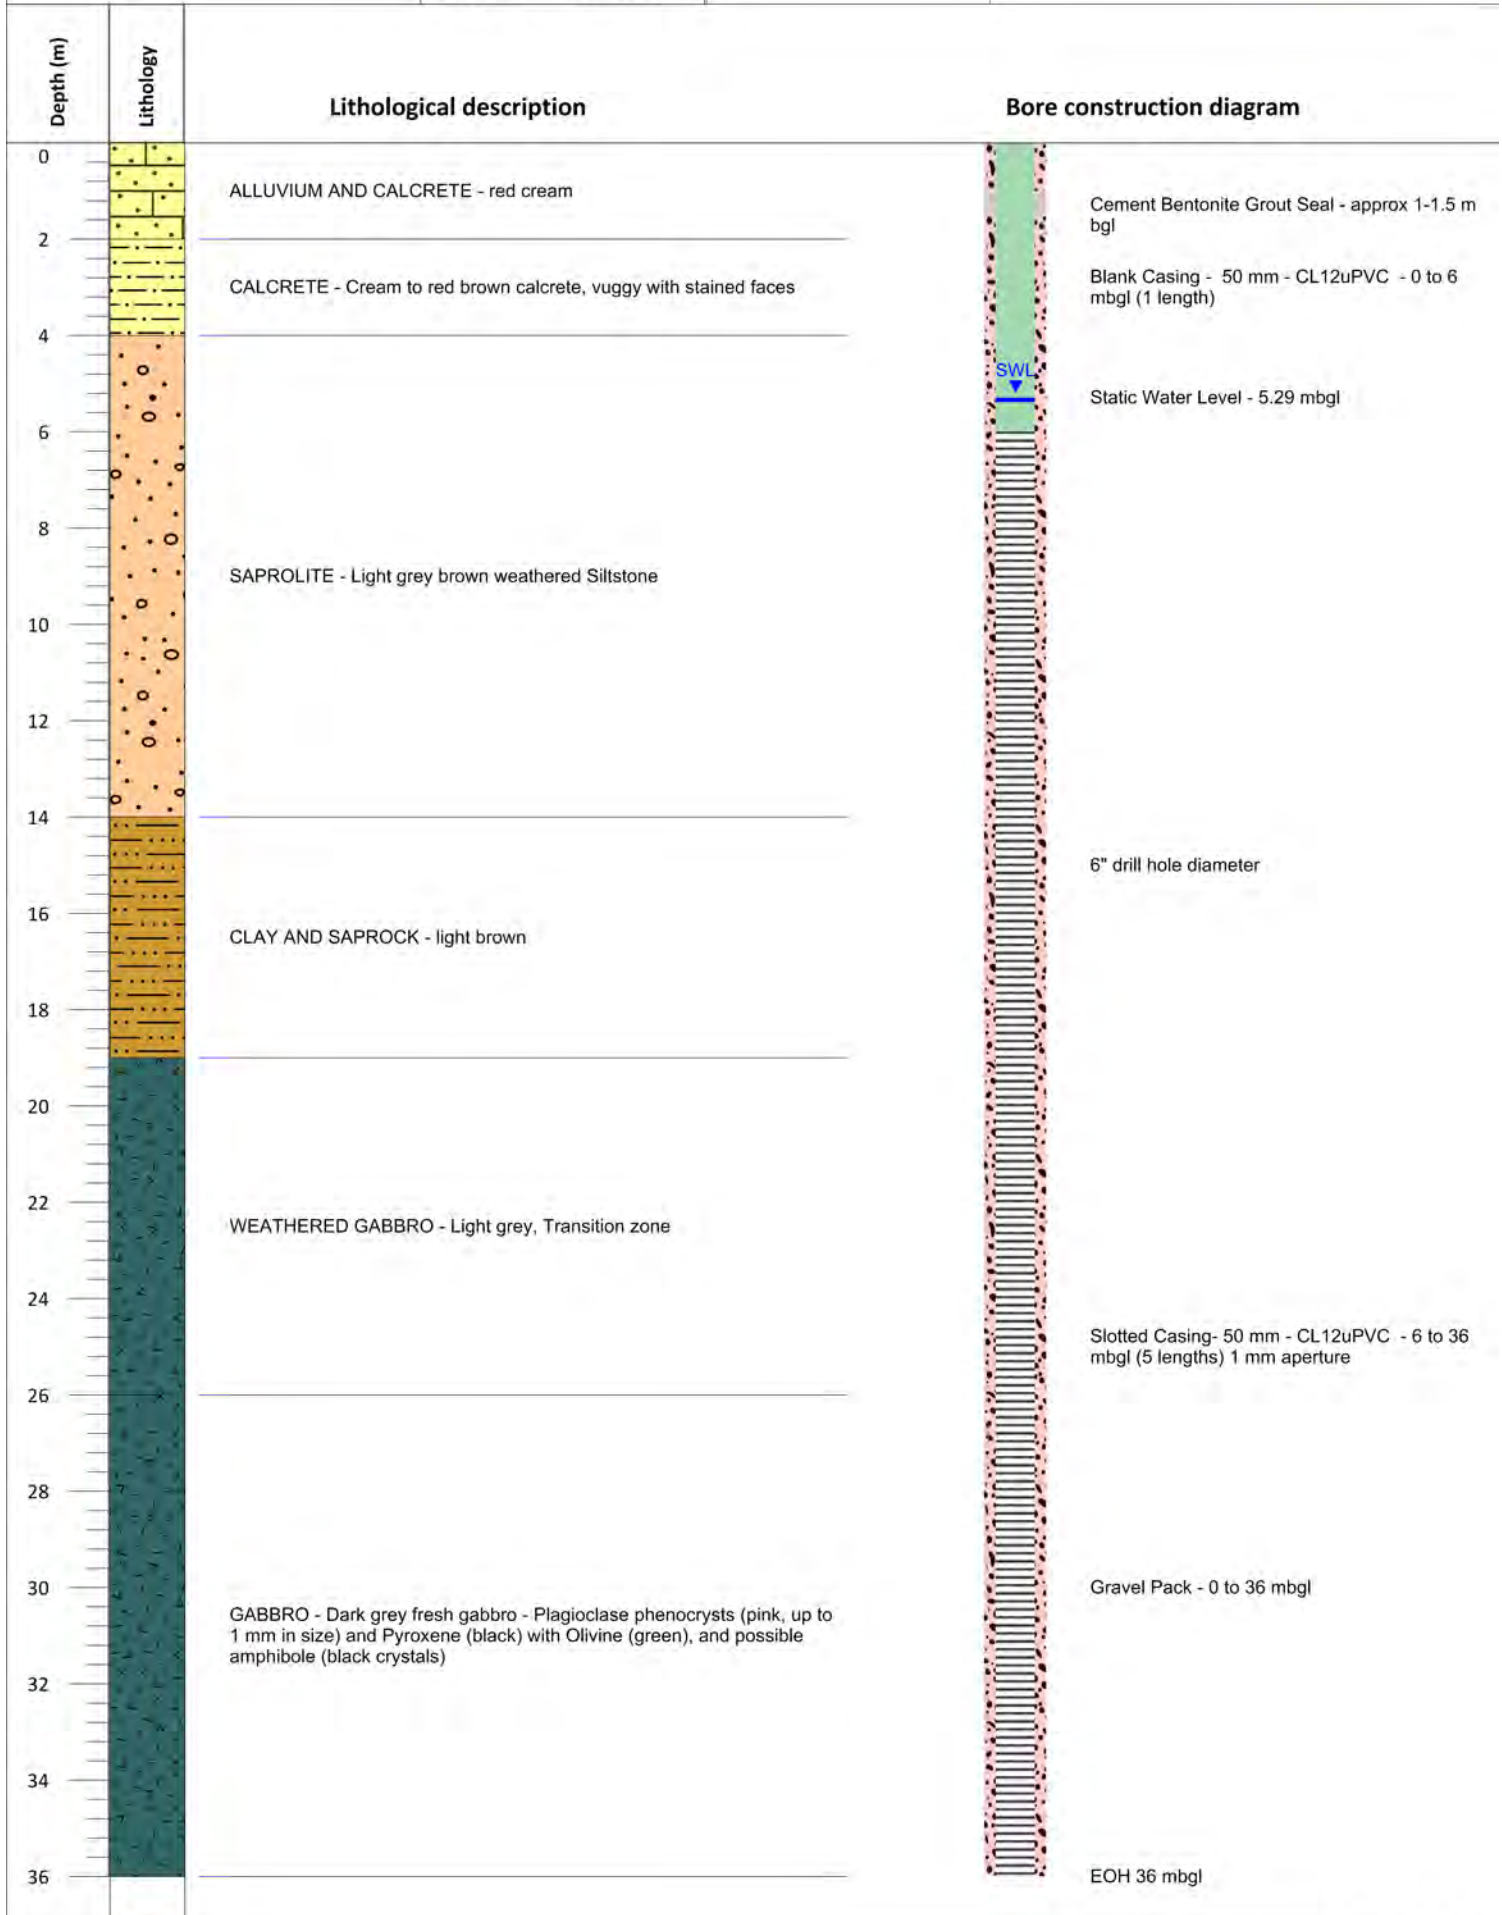 Depth (m)
Lithology
Lithological description
Bore construction diagram
0
2
4
6
8
10
12
14
16
18
20
22
24
26
28
30
32
34
36
ALLUVIUM AND CALCRETE - red cream
CALCRETE - Cream to red brown calcrete, vuggy with stained faces
SAPROLITE - Light grey brown weathered Siltstone
CLAY AND SAPROCK - light brown
WEATHERED GABBRO - Light grey, Transition zone
GABBRO - Dark grey fresh gabbro - Plagioclase phenocrysts (pink, up to
1 mm in size) and Pyroxene (black) with Olivine (green), and possible
amphibole (black crystals)
SWL
Cement Bentonite Grout Seal - approx 1-1.5 m
bgl
Blank Casing - 50 mm - CL12uPVC - 0 to 6
mbgl (1 length)
Static Water Level - 5.29 mbgl
6" drill hole diameter
Slotted Casing- 50 mm - CL12uPVC - 6 to 36
mbgl (5 lengths) 1 mm aperture
Gravel Pack - 0 to 36 mbgl
EOH 36 mbgl